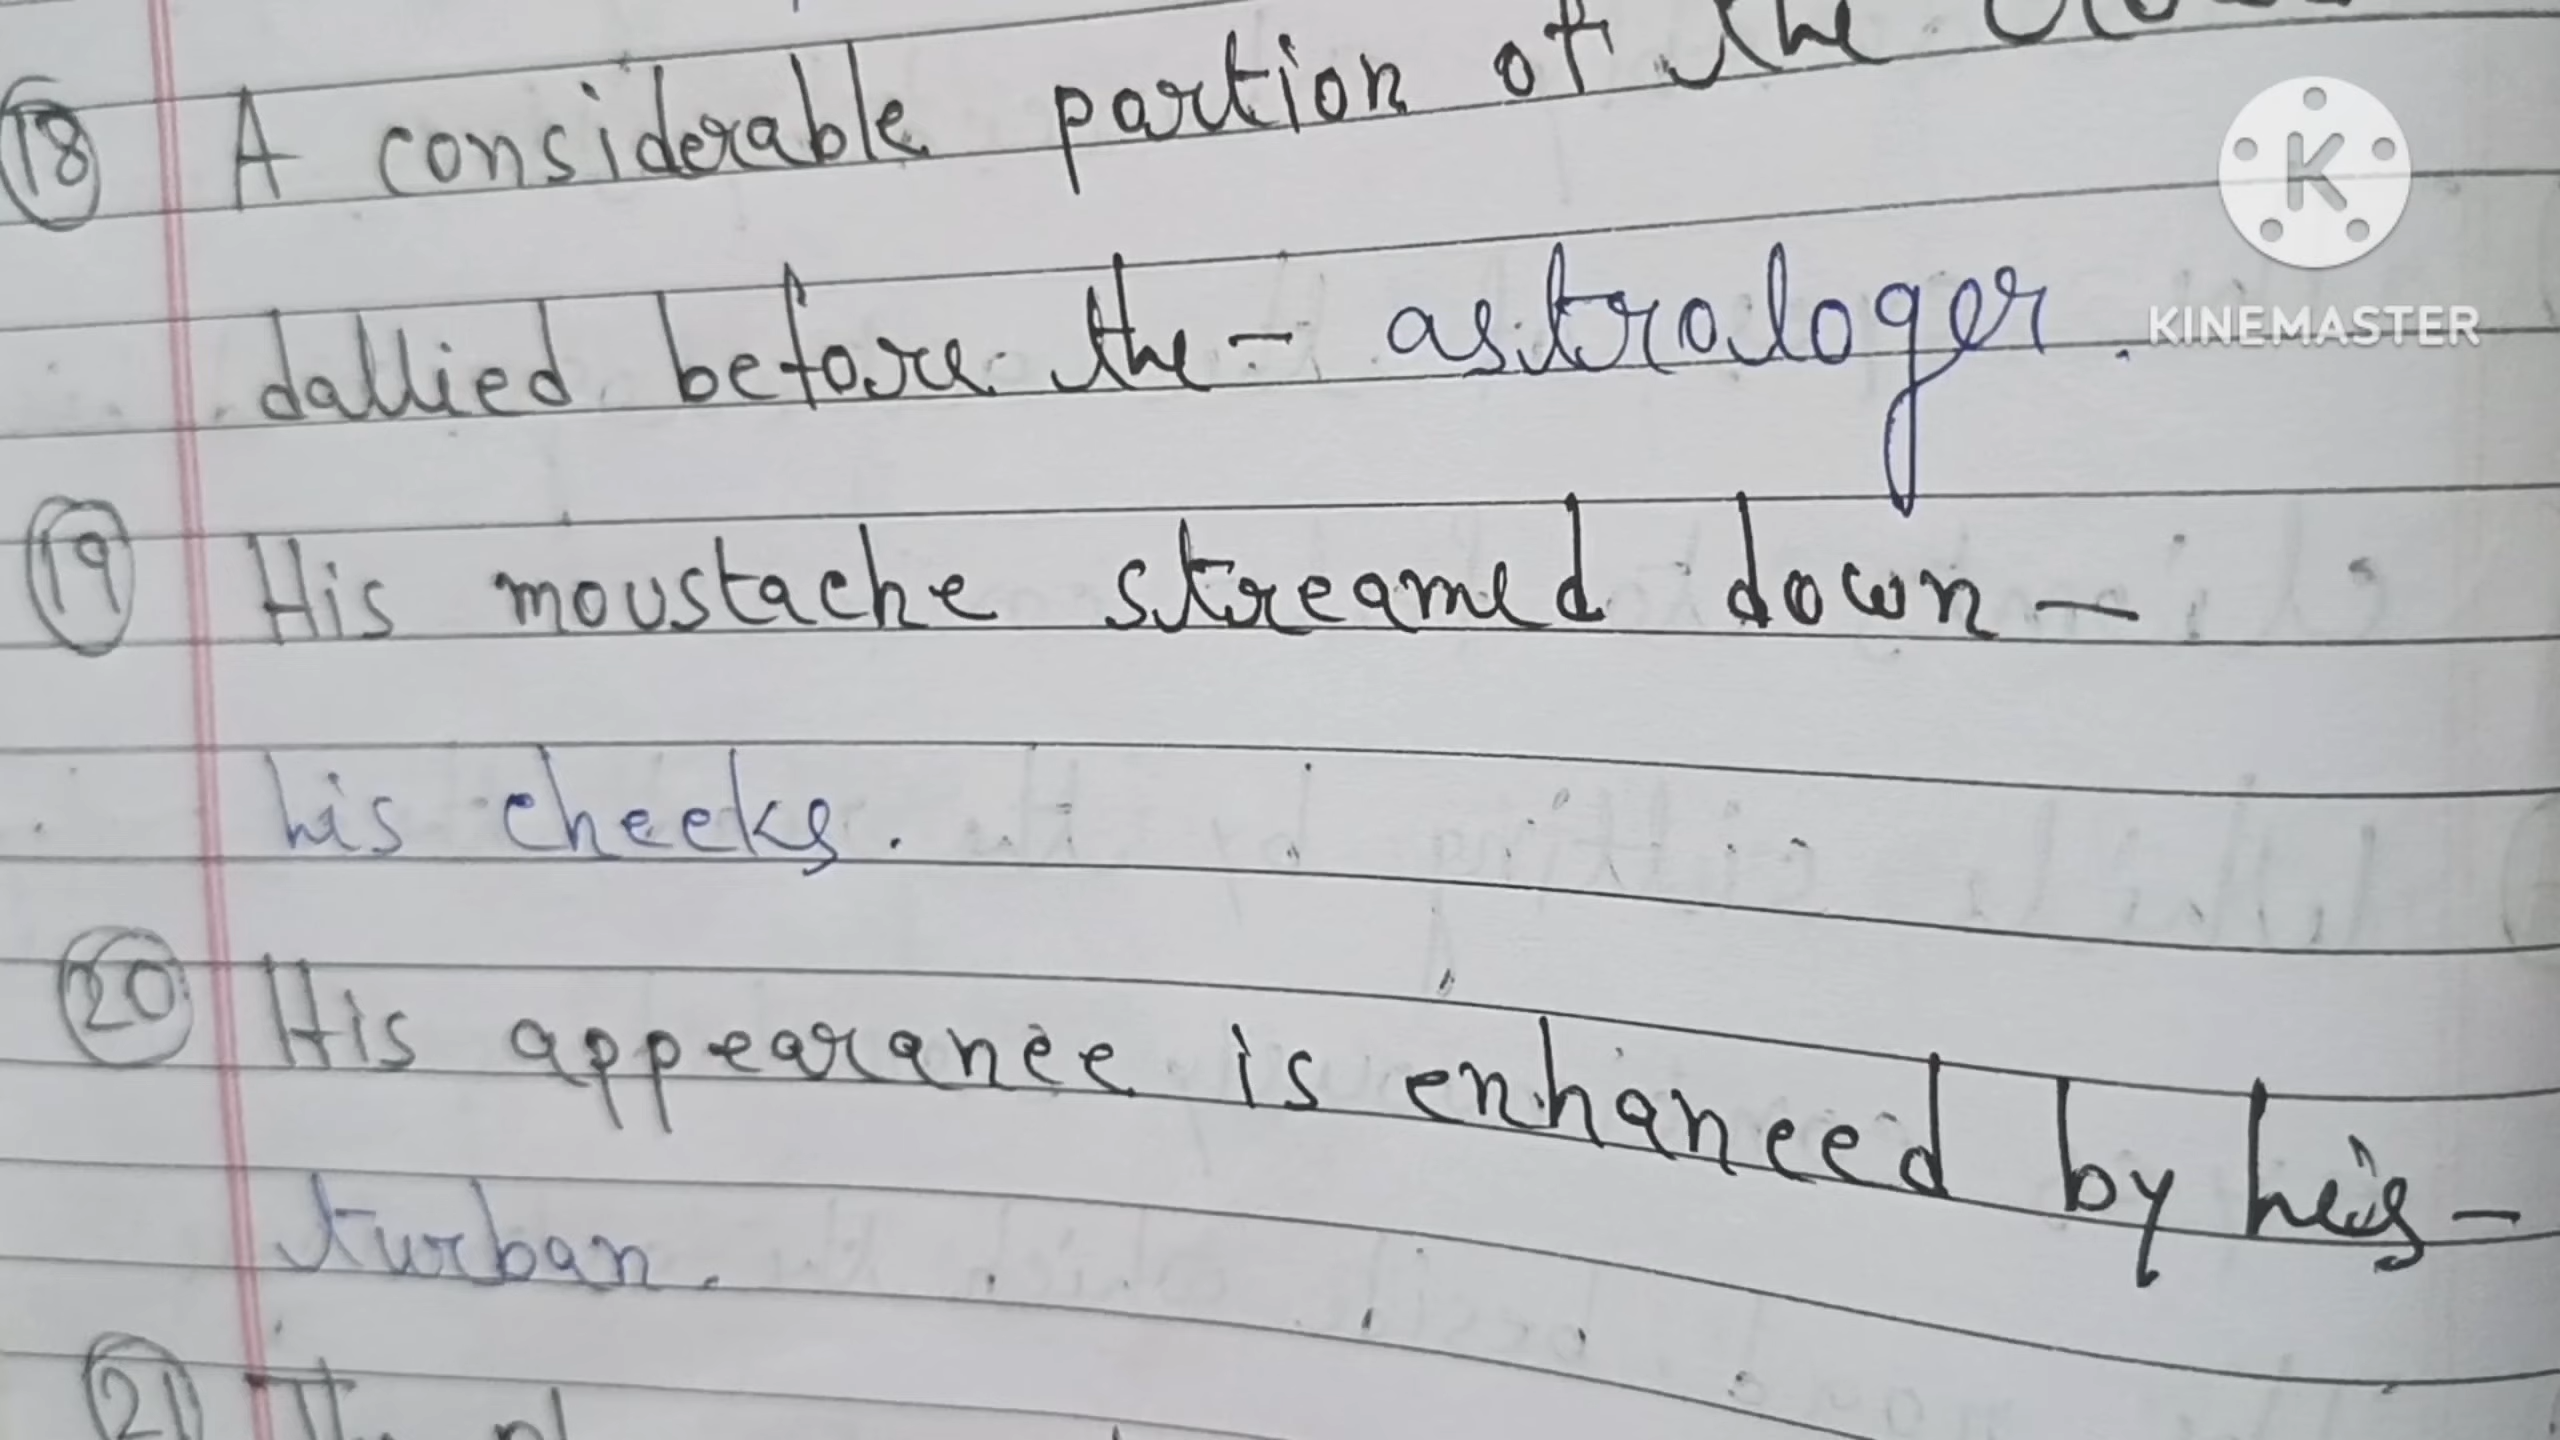 18 A considerable portion of the
dallied before the - astrologer.
KINEMASTER
19 His moustache streamed down -
his cheeks.
20 His appearance is enhanced by his -
turban.
21